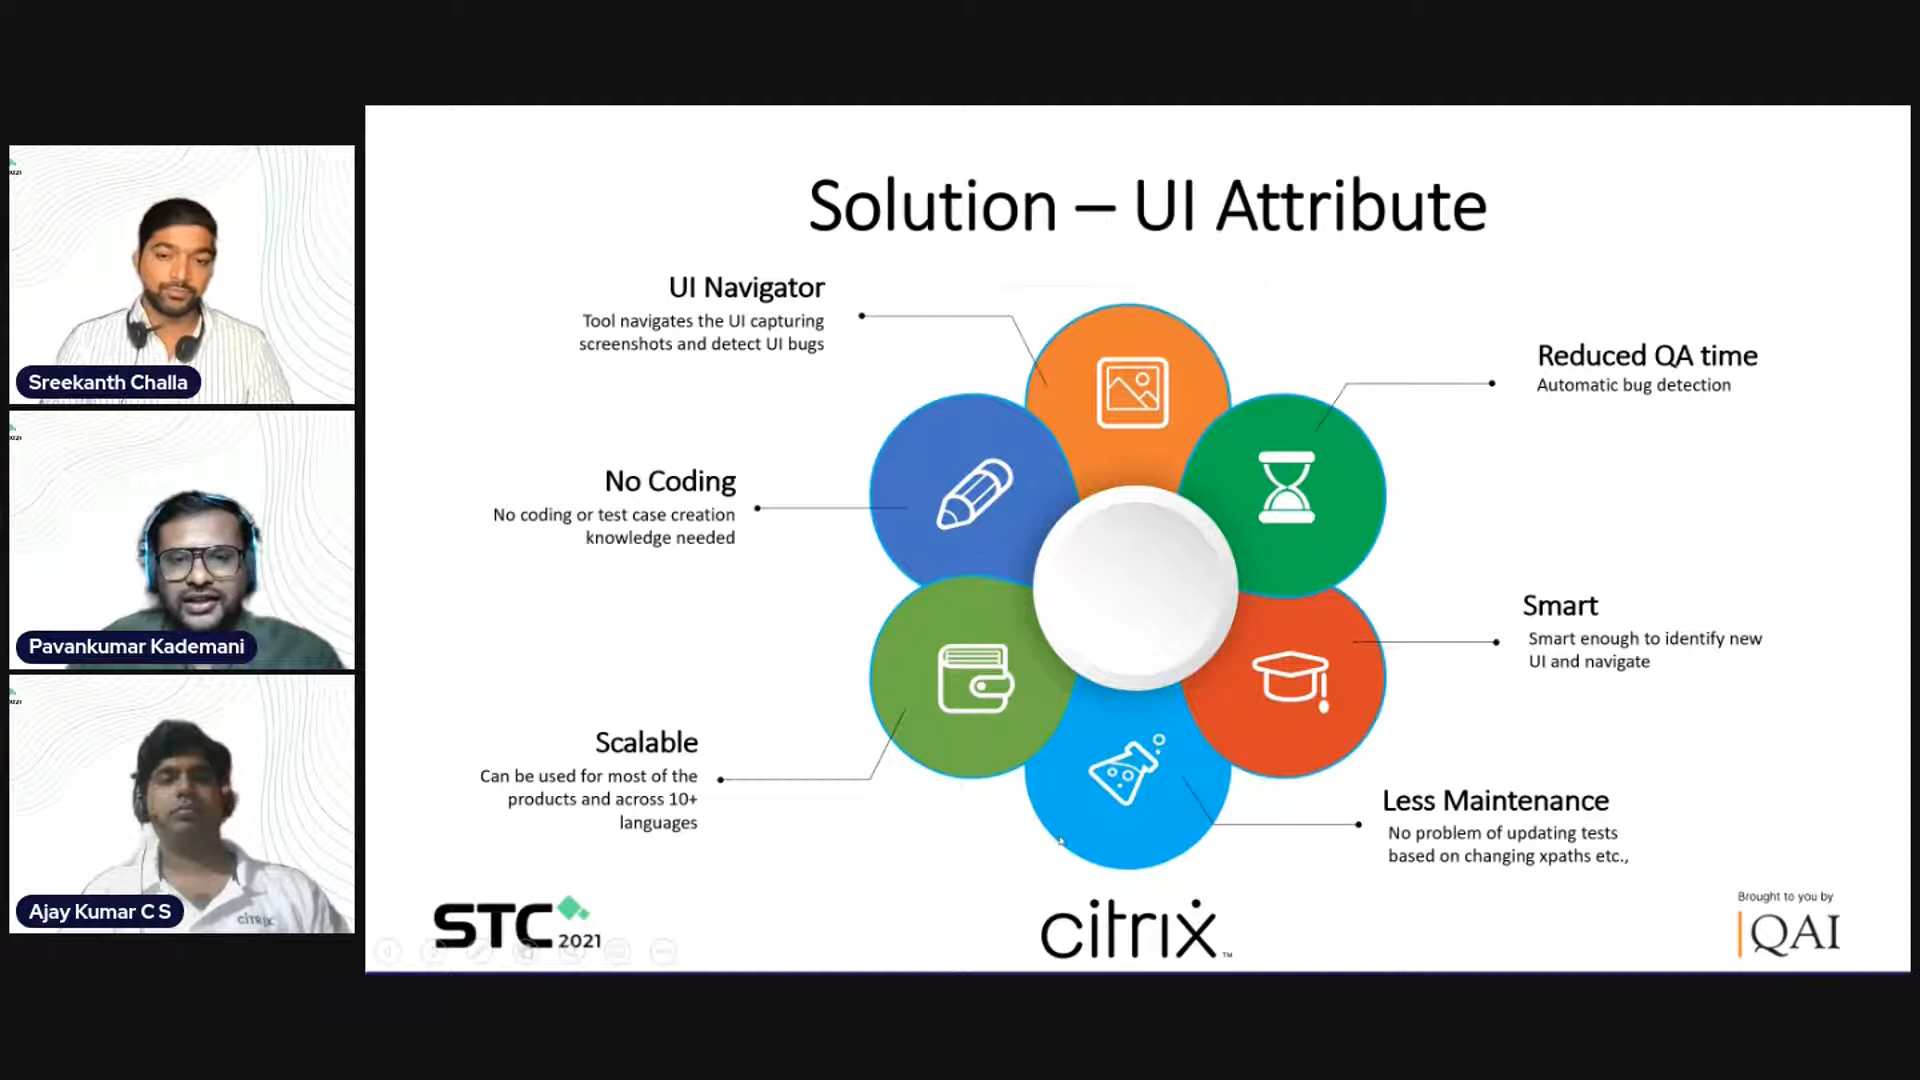 Sreekanth Challa
Pavankumar Kademani
Ajay Kumar C S
citrix
Solution – UI Attribute
UI Navigator
Tool navigates the UI capturing
screenshots and detect UI bugs
Reduced QA time
Automatic bug detection
No Coding
No coding or test case creation
knowledge needed
Smart
Smart enough to identify new
UI and navigate
Scalable
Can be used for most of the
products and across 10+
languages
Less Maintenance
No problem of updating tests
based on changing xpaths etc.,
STC 2021
citrix™
Brought to you by
QAI